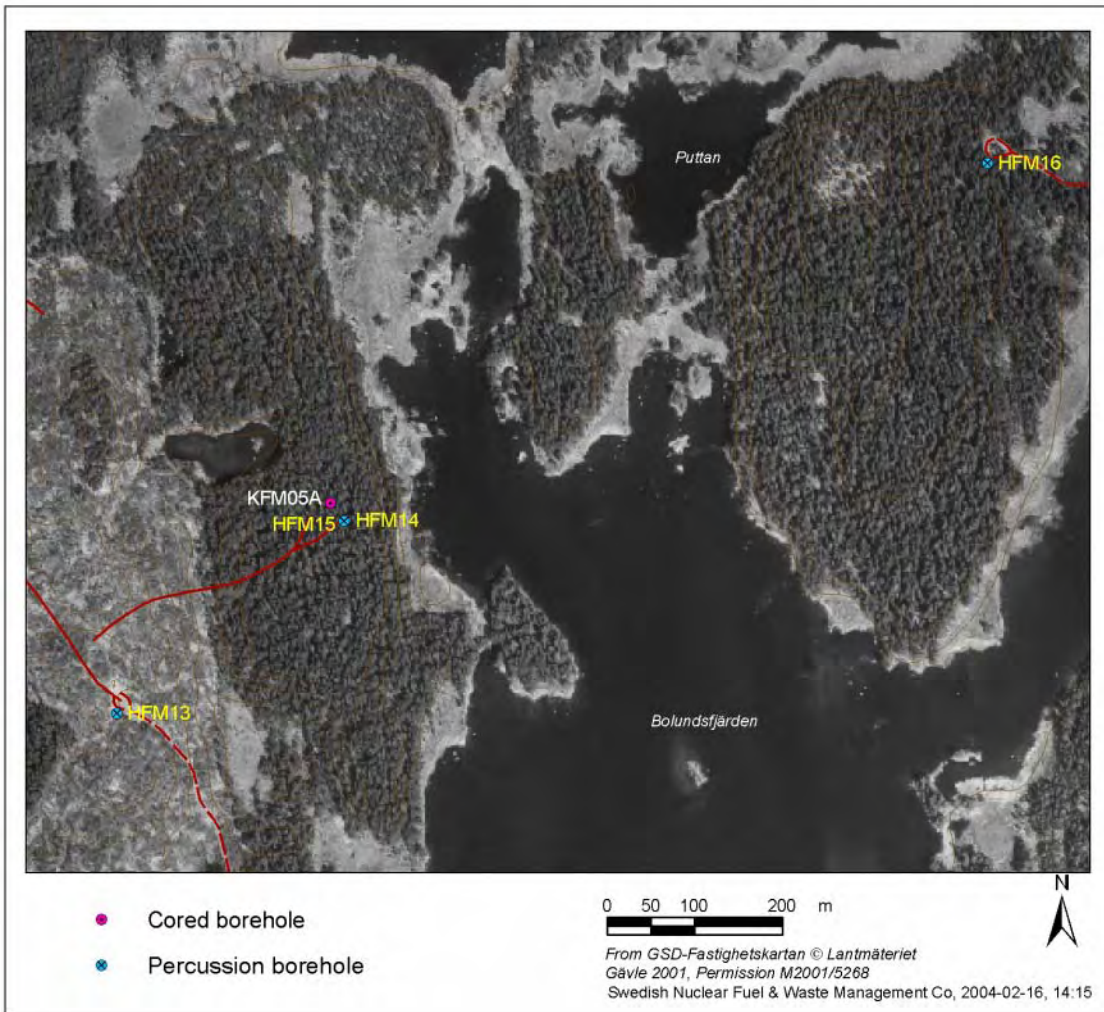 Puttan
HFM16
KFM05A
HFM15 HFM14
HFM13
Bolundsfjärden
Cored borehole
Percussion borehole
0 50 100 200 m
N
From GSD-Fastighetskartan © Lantmäteriet
Gävle 2001, Permission M2001/5268
Swedish Nuclear Fuel & Waste Management Co, 2004-02-16, 14:15